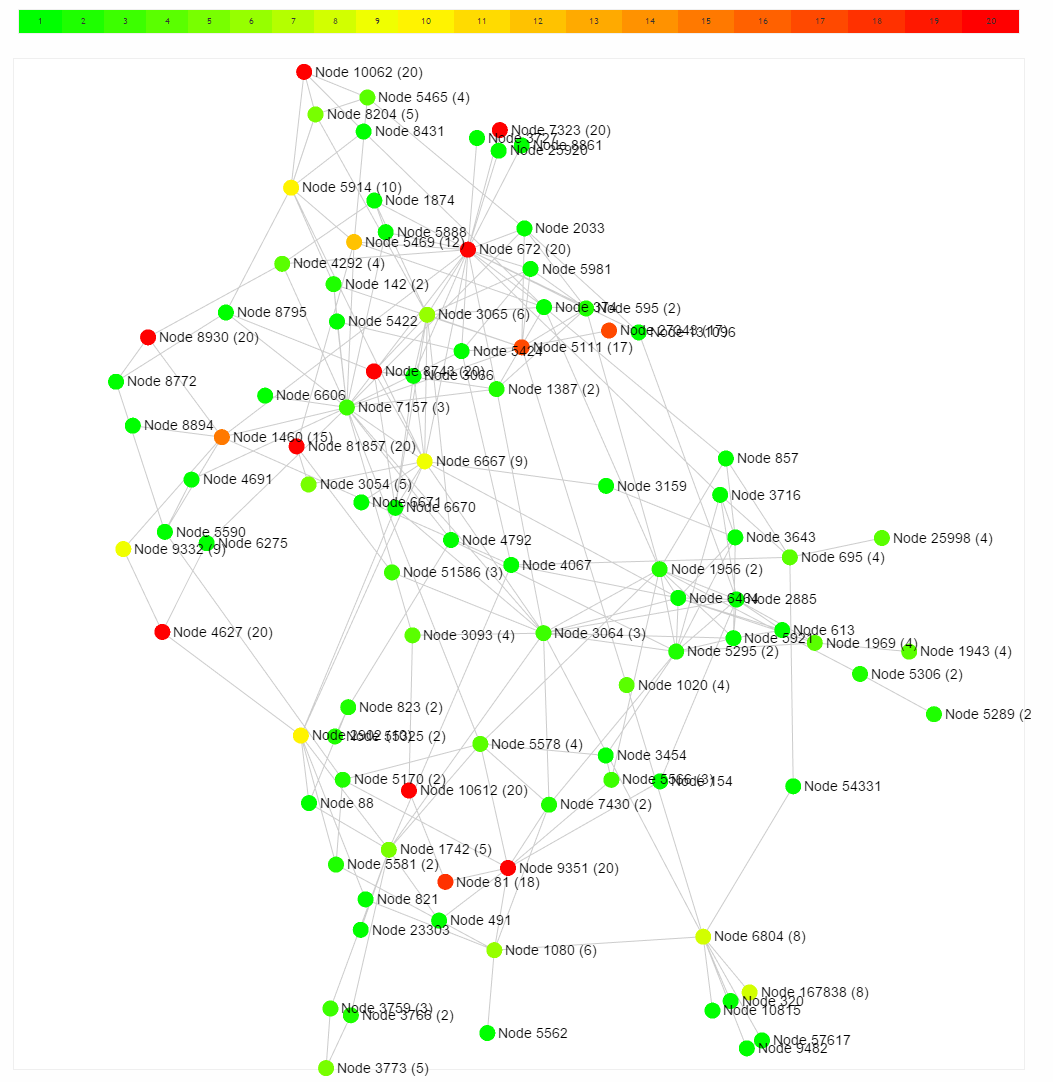 1 2 3 4 5 6 7 8 9 10 11 12 13 14 15 16 17 18 19 20
Node 10062 (20)
Node 5465 (4)
Node 8204 (5)
Node 8431
Node 7323 (20)
Node 3727
Node 8861
Node 25920
Node 5914 (10)
Node 1874
Node 5888
Node 2033
Node 5469 (12)
Node 672 (20)
Node 4292 (4)
Node 5981
Node 142 (2)
Node 374
Node 595 (2)
Node 8795
Node 3065 (6)
Node 5422
Node 27343 (17)
Node 131096
Node 8930 (20)
Node 5424
Node 5111 (17)
Node 8743 (20)
Node 3066
Node 8772
Node 1387 (2)
Node 6606
Node 7157 (3)
Node 8894
Node 1460 (15)
Node 81857 (20)
Node 857
Node 6667 (9)
Node 4691
Node 3054 (5)
Node 3159
Node 3716
Node 6671
Node 6670
Node 5590
Node 3643
Node 25998 (4)
Node 6275
Node 4792
Node 9332 (9)
Node 695 (4)
Node 4067
Node 1956 (2)
Node 51586 (3)
Node 6464
Node 2885
Node 4627 (20)
Node 3093 (4)
Node 3064 (3)
Node 613
Node 5921
Node 1969 (4)
Node 5295 (2)
Node 1943 (4)
Node 5306 (2)
Node 1020 (4)
Node 823 (2)
Node 5289 (2
Node 2902 (10)
Node 55325 (2)
Node 5578 (4)
Node 3454
Node 5170 (2)
Node 5566 (3)
Node 154
Node 10612 (20)
Node 54331
Node 88
Node 7430 (2)
Node 1742 (5)
Node 5581 (2)
Node 9351 (20)
Node 81 (18)
Node 821
Node 491
Node 23303
Node 6804 (8)
Node 1080 (6)
Node 167838 (8)
Node 320
Node 3759 (3)
Node 10815
Node 3766 (2)
Node 5562
Node 57617
Node 9482
Node 3773 (5)